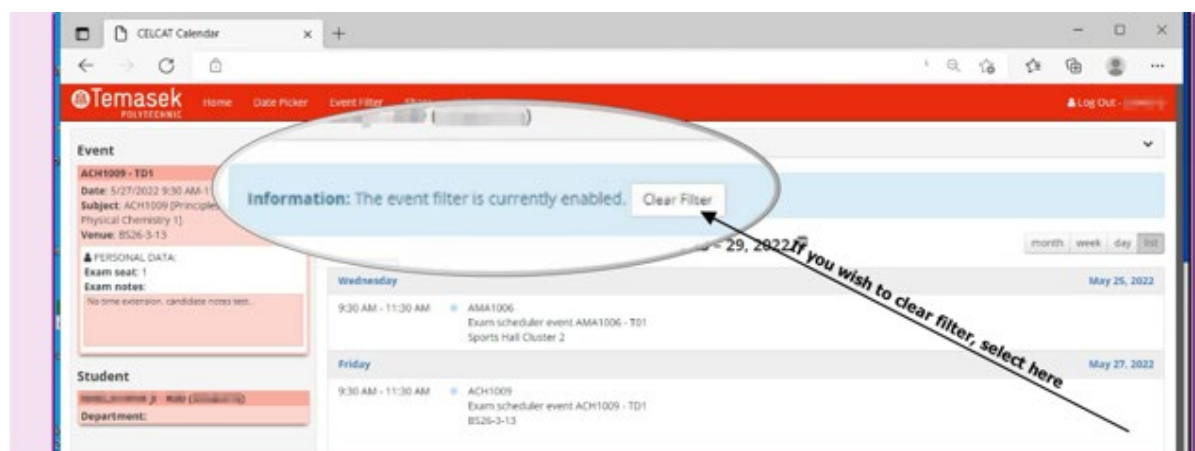 CELCAT Calendar
Temasek
POLYTECHNIC
Home Date Picker Event Filter
Log Out -
Event
ACH1009 - TD1
Date: 5/27/2022 9:30 AM-1
Subject: ACH1009 [Principles
Physical Chemistry 1]
Venue: BS26-3-13
PERSONAL DATA:
Exam seat: 1
Exam notes:
No time extension. candidate notes test.
Student
Department:
Information: The event filter is currently enabled. Clear Filter
– 29, 2022
month week day list
If you wish to clear filter, select here
Wednesday May 25, 2022
9:30 AM - 11:30 AM AMA1006
Exam scheduler event AMA1006 - T01
Sports Hall Cluster 2
Friday May 27, 2022
9:30 AM - 11:30 AM ACH1009
Exam scheduler event ACH1009 - TD1
BS26-3-13